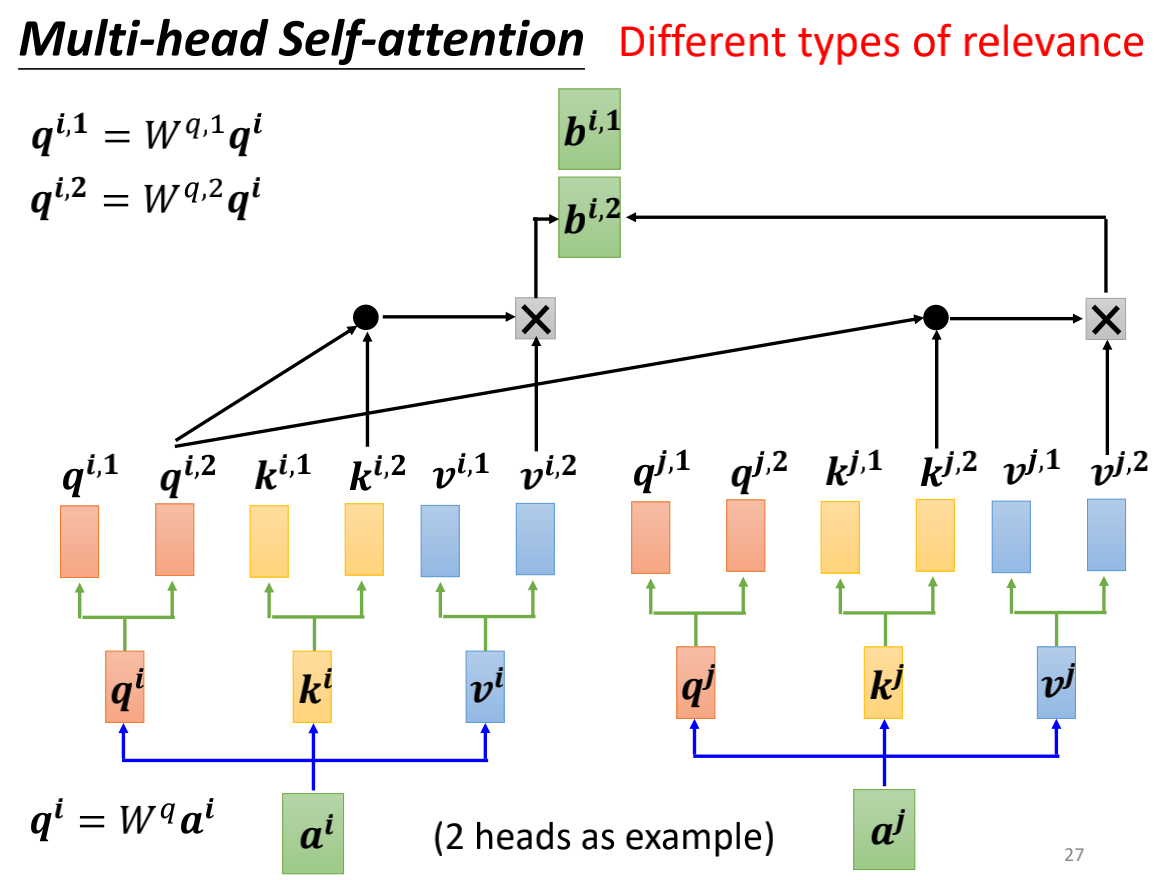 Multi-head Self-attention Different types of relevance
q^{i,1} = W^{q,1}q^i
q^{i,2} = W^{q,2}q^i
b^{i,1}
b^{i,2}
q^{i,1} q^{i,2} k^{i,1} k^{i,2} v^{i,1} v^{i,2} q^{j,1} q^{j,2} k^{j,1} k^{j,2} v^{j,1} v^{j,2}
q^i k^i v^i q^j k^j v^j
q^i = W^q a^i
a^i
(2 heads as example)
a^j
27